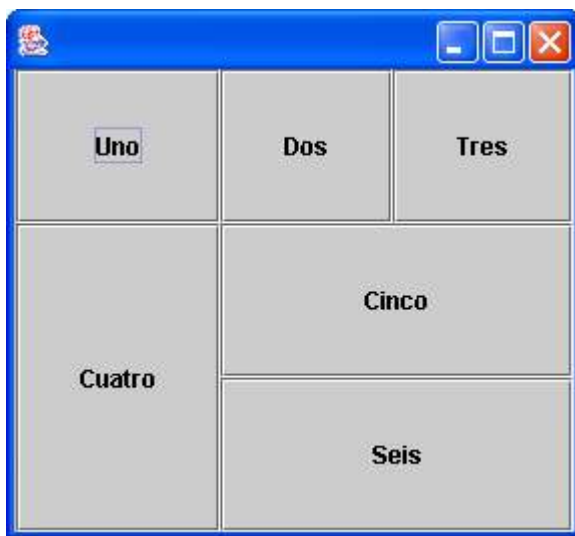 Uno
Dos
Tres
Cuatro
Cinco
Seis